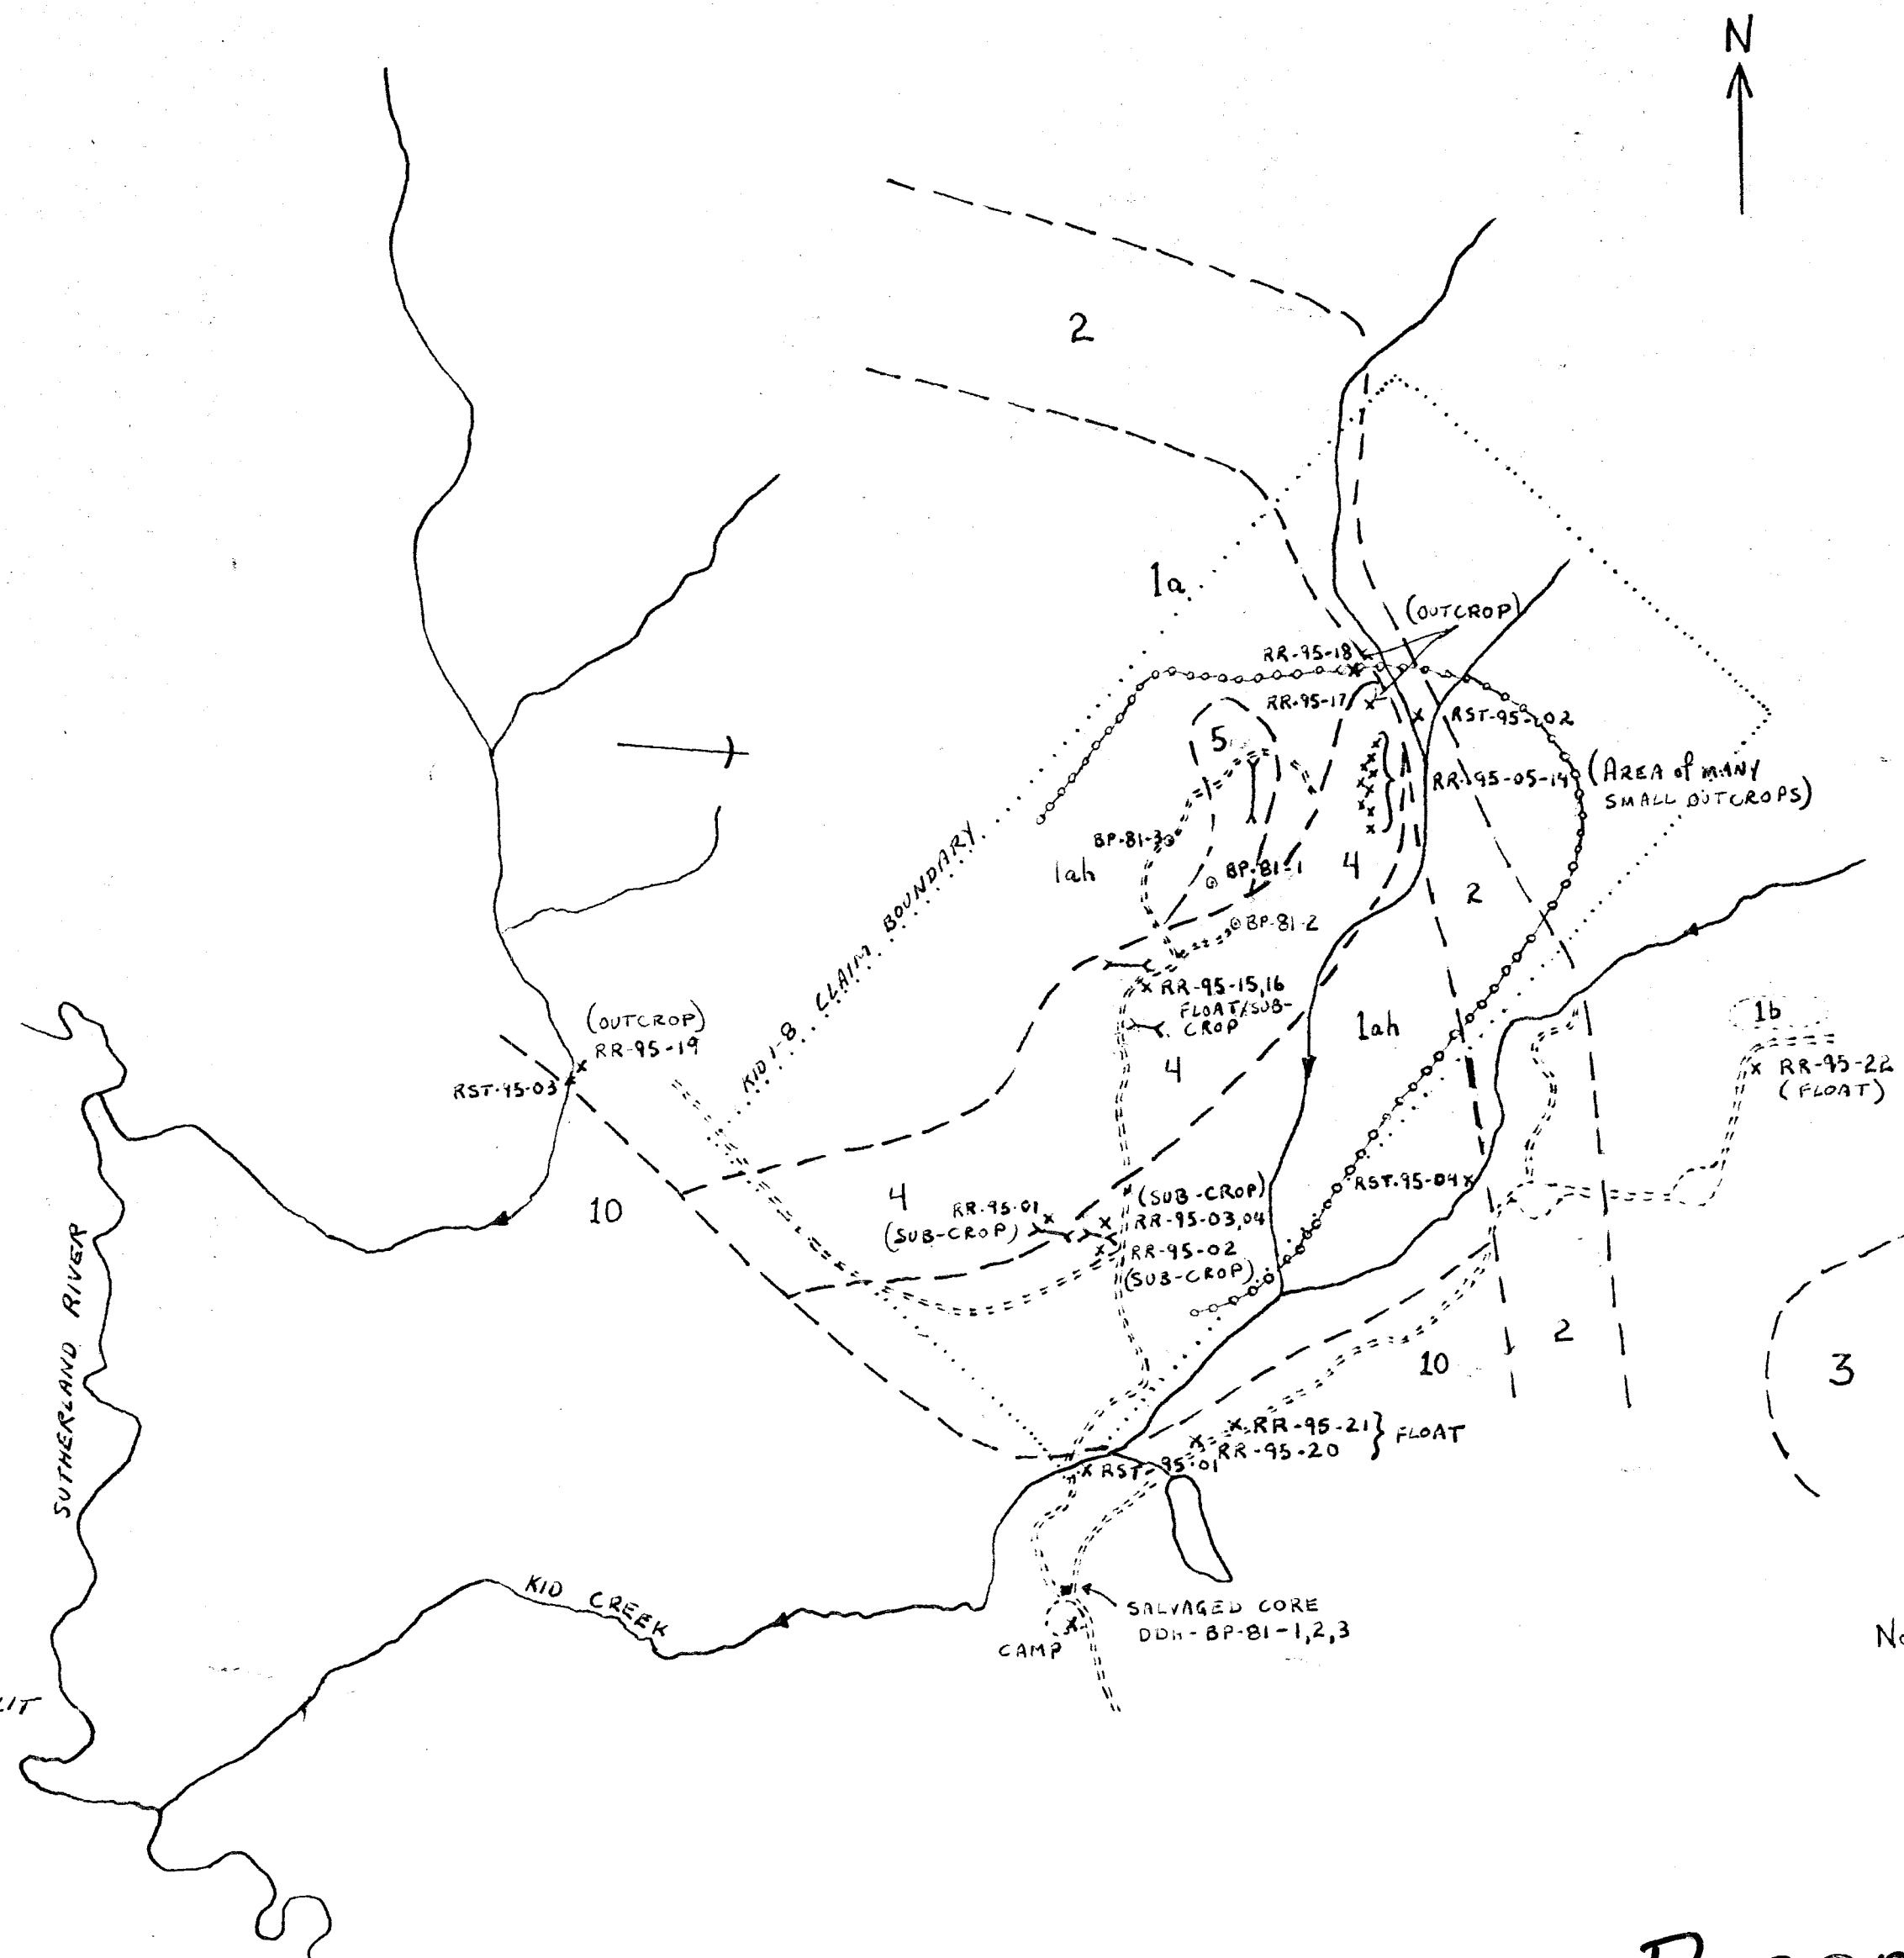 N
2
1a
(OUTCROP)
RR-95-18
RR-95-17
RST-95-02
5
RR-95-05-14 (AREA of MANY
SMALL OUTCROPS)
BP-81-3
1ah
BP-81-1
4
2
BP-81-2
KID 1-8 CLAIM BOUNDARY
RR-95-15,16
FLOAT/SUB-
CROP
(OUTCROP)
RR-95-19
RST-95-03
1ah
1b
RR-95-22
(FLOAT)
4
10
4
RR-95-01
(SUB-CROP)
(SUB-CROP)
RR-95-03,04
RR-95-02
(SUB-CROP)
RST-95-04
SUTHERLAND RIVER
2
10
3
RR-95-21
RR-95-20
FLOAT
RST-95-01
KID CREEK
SALVAGED CORE
DDH-BP-81-1,2,3
CAMP